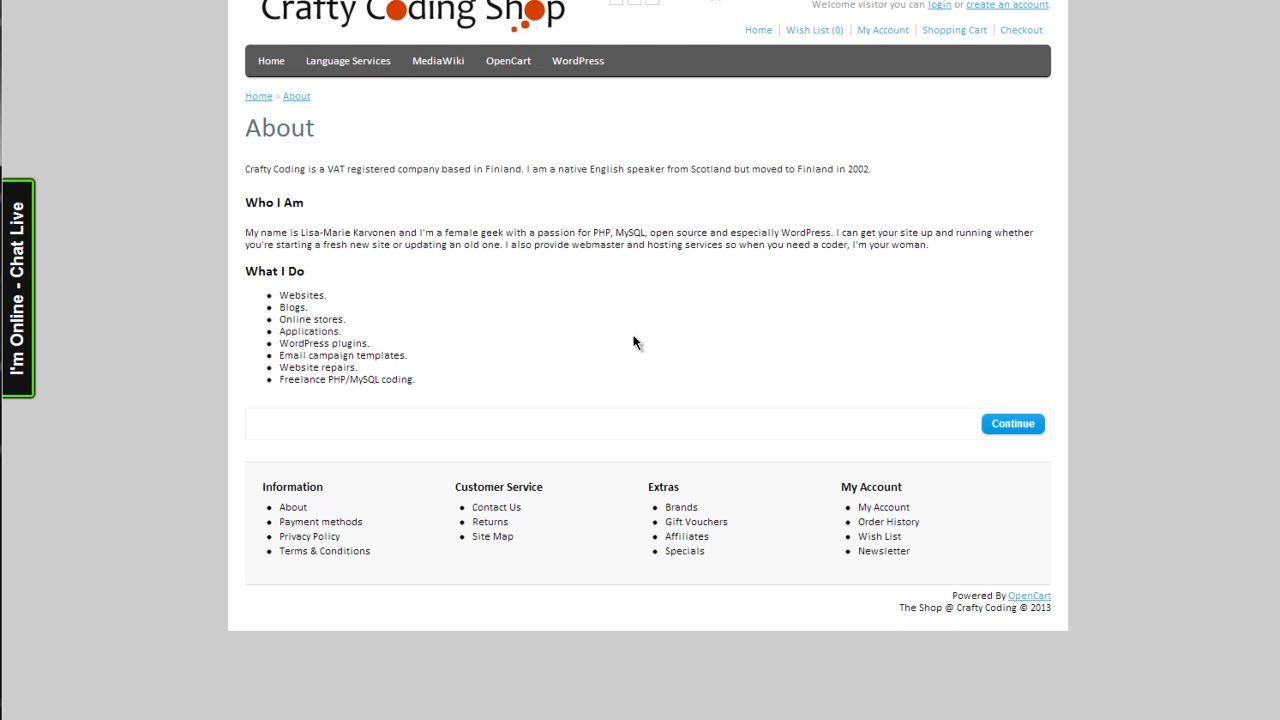 Crafty Coding Shop
Welcome visitor you can login or create an account.
Home Wish List (0) My Account Shopping Cart Checkout
Home Language Services MediaWiki OpenCart WordPress
Home » About
About
Crafty Coding is a VAT registered company based in Finland. I am a native English speaker from Scotland but moved to Finland in 2002.
Who I Am
My name is Lisa-Marie Karvonen and I'm a female geek with a passion for PHP, MySQL, open source and especially WordPress. I can get your site up and running whether
you're starting a fresh new site or updating an old one. I also provide webmaster and hosting services so when you need a coder, I'm your woman.
What I Do
Websites.
Blogs.
Online stores.
Applications.
WordPress plugins.
Email campaign templates.
Website repairs.
Freelance PHP/MySQL coding.
Continue
I'm Online - Chat Live
Information
About
Payment methods
Privacy Policy
Terms & Conditions
Customer Service
Contact Us
Returns
Site Map
Extras
Brands
Gift Vouchers
Affiliates
Specials
My Account
My Account
Order History
Wish List
Newsletter
Powered By OpenCart
The Shop @ Crafty Coding © 2013